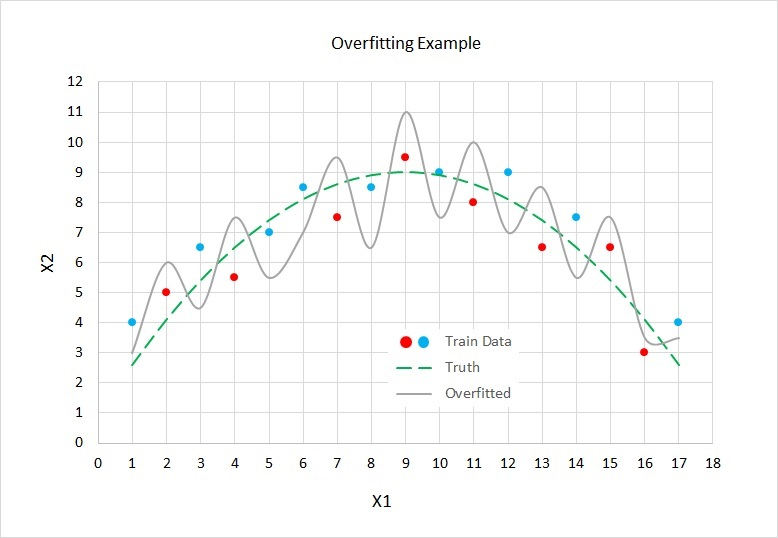 Overfitting Example
12
11
10
9
8
7
6
5
4
3
2
1
0
X2
Train Data
Truth
Overfitted
0 1 2 3 4 5 6 7 8 9 10 11 12 13 14 15 16 17 18
X1